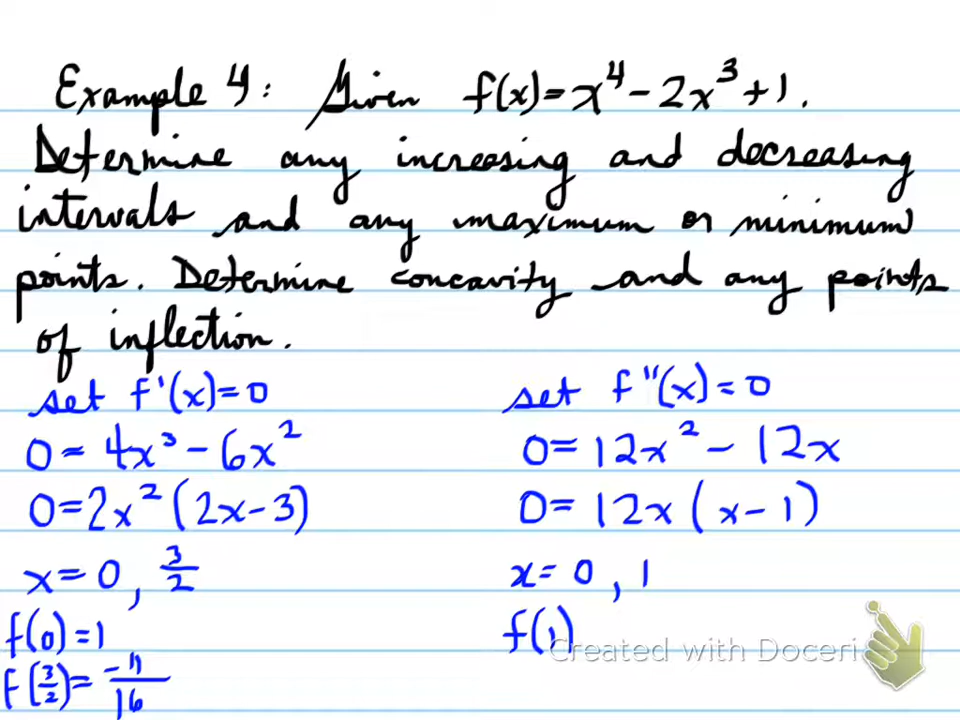 Example 4: Given f(x)=x⁴-2x³+1.
Determine any increasing and decreasing
intervals and any maximum or minimum
points. Determine concavity and any points
of inflection.
set f'(x)=0
0=4x³-6x²
0=2x²(2x-3)
x=0, 3/2
f(0)=1
f(3/2)=-11/16
set f''(x)=0
0=12x²-12x
0=12x(x-1)
x=0, 1
f(1)
Created with Doceri